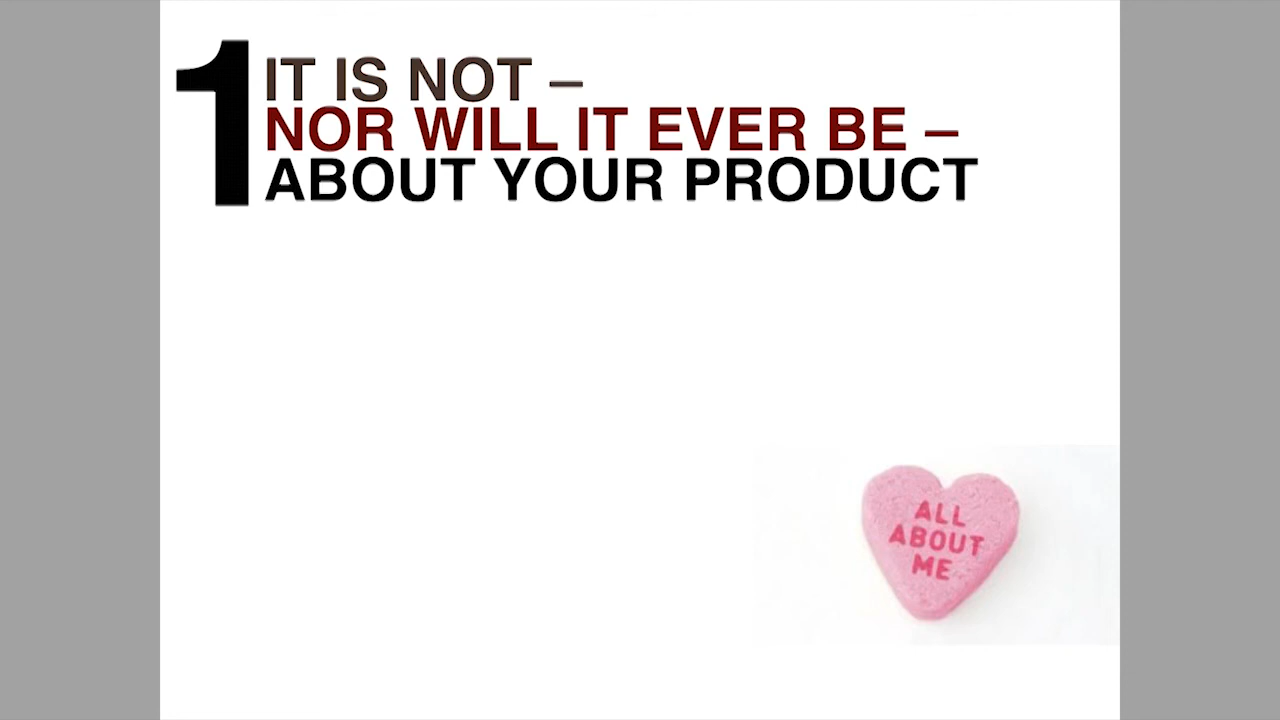 1
IT IS NOT –
NOR WILL IT EVER BE –
ABOUT YOUR PRODUCT
ALL
ABOUT
ME